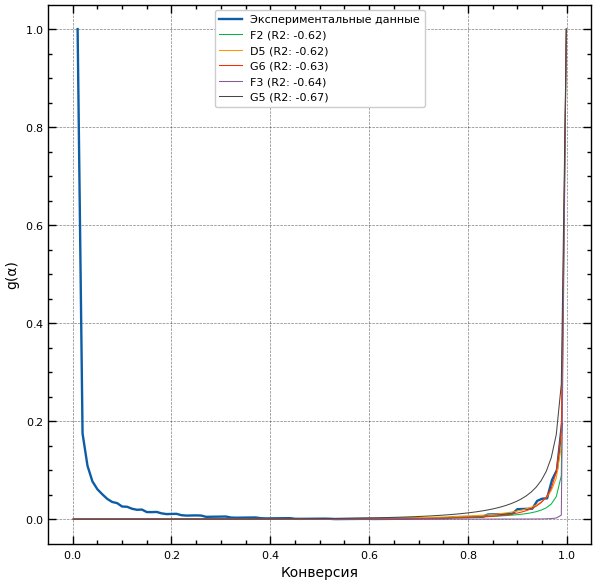 Экспериментальные данные
F2 (R2: -0.62)
D5 (R2: -0.62)
G6 (R2: -0.63)
F3 (R2: -0.64)
G5 (R2: -0.67)
g(α)
1.0
0.8
0.6
0.4
0.2
0.0
0.0 0.2 0.4 0.6 0.8 1.0
Конверсия